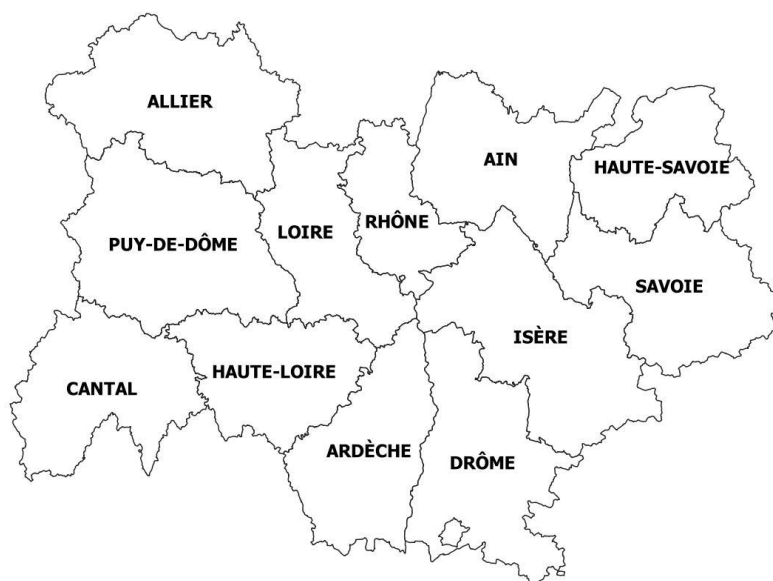 ALLIER
AIN
HAUTE-SAVOIE
RHÔNE
LOIRE
PUY-DE-DÔME
SAVOIE
ISÈRE
HAUTE-LOIRE
CANTAL
ARDÈCHE
DRÔME